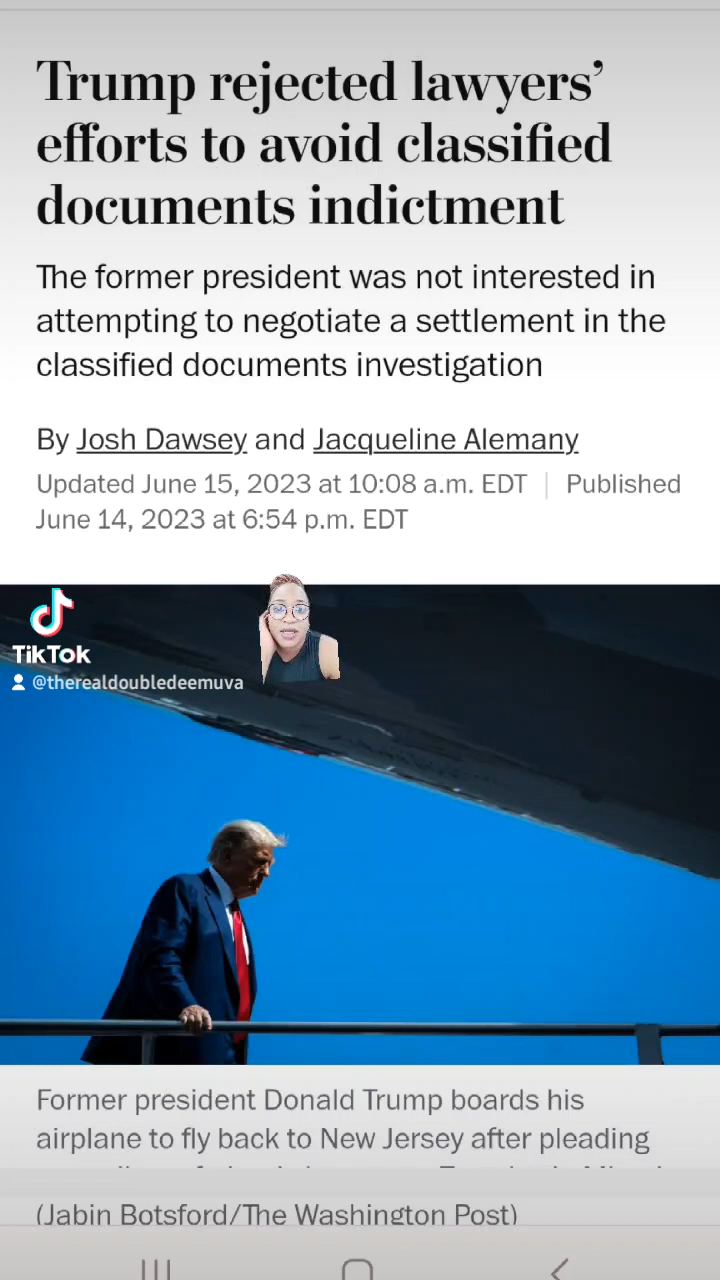 Trump rejected lawyers’
efforts to avoid classified
documents indictment
The former president was not interested in
attempting to negotiate a settlement in the
classified documents investigation
By Josh Dawsey and Jacqueline Alemany
Updated June 15, 2023 at 10:08 a.m. EDT | Published
June 14, 2023 at 6:54 p.m. EDT
TikTok
@therealdoubledeemuva
Former president Donald Trump boards his
airplane to fly back to New Jersey after pleading
(Jabin Botsford/The Washington Post)